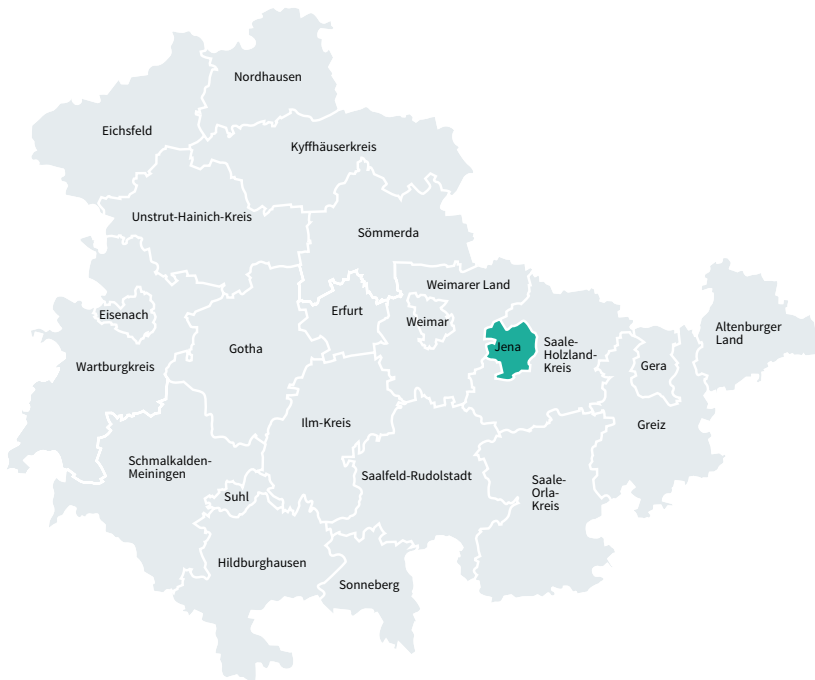 Nordhausen
Eichsfeld
Kyffhäuserkreis
Unstrut-Hainich-Kreis
Sömmerda
Weimarer Land
Eisenach
Erfurt
Weimar
Altenburger
Land
Gotha
Jena
Saale-
Holzland-
Kreis
Wartburgkreis
Gera
Ilm-Kreis
Greiz
Schmalkalden-
Meiningen
Saalfeld-Rudolstadt
Saale-
Orla-
Kreis
Suhl
Hildburghausen
Sonneberg